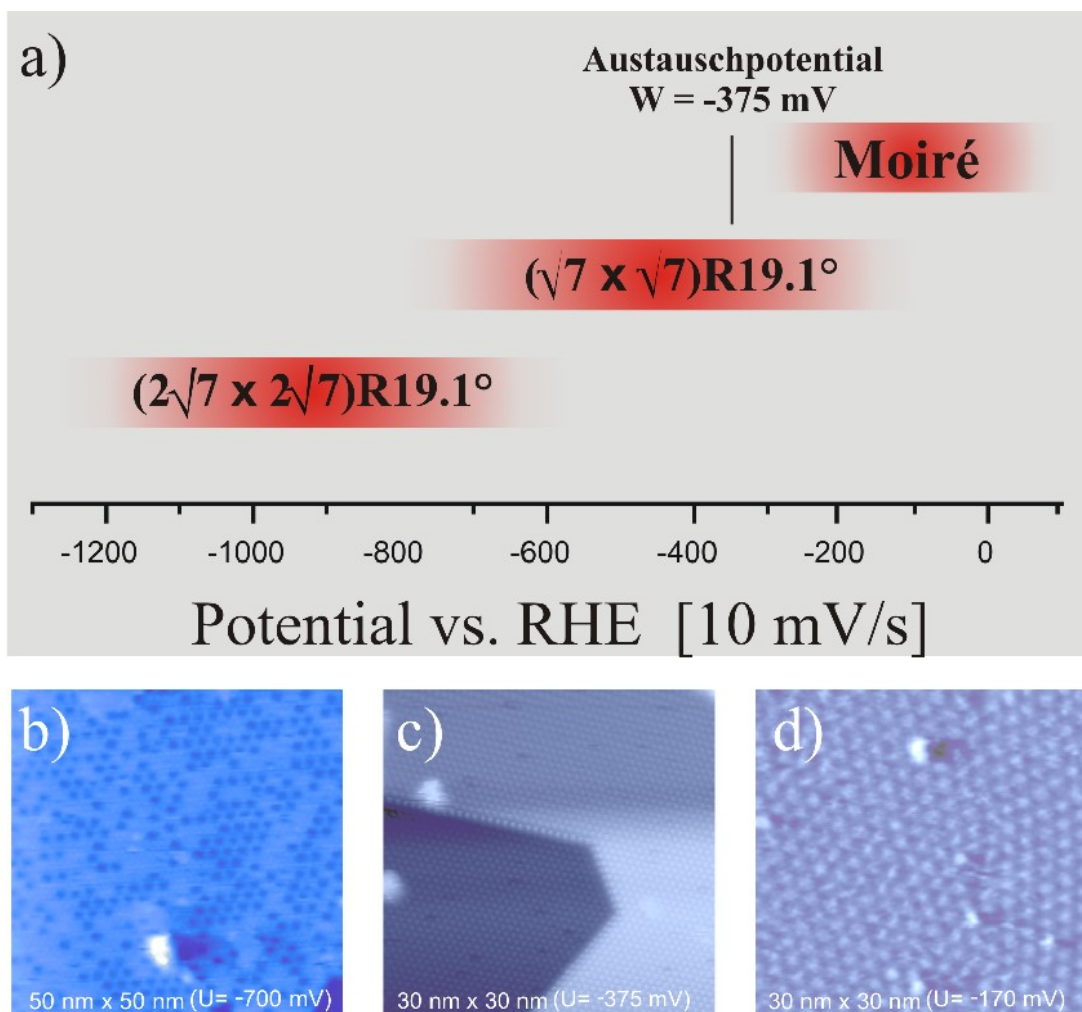 a)
Austauschpotential
W = -375 mV
Moiré
(√7 x √7)R19.1°
(2√7 x 2√7)R19.1°
-1200 -1000 -800 -600 -400 -200 0
Potential vs. RHE [10 mV/s]
b)
50 nm x 50 nm (U= -700 mV)
c)
30 nm x 30 nm (U= -375 mV)
d)
30 nm x 30 nm (U= -170 mV)